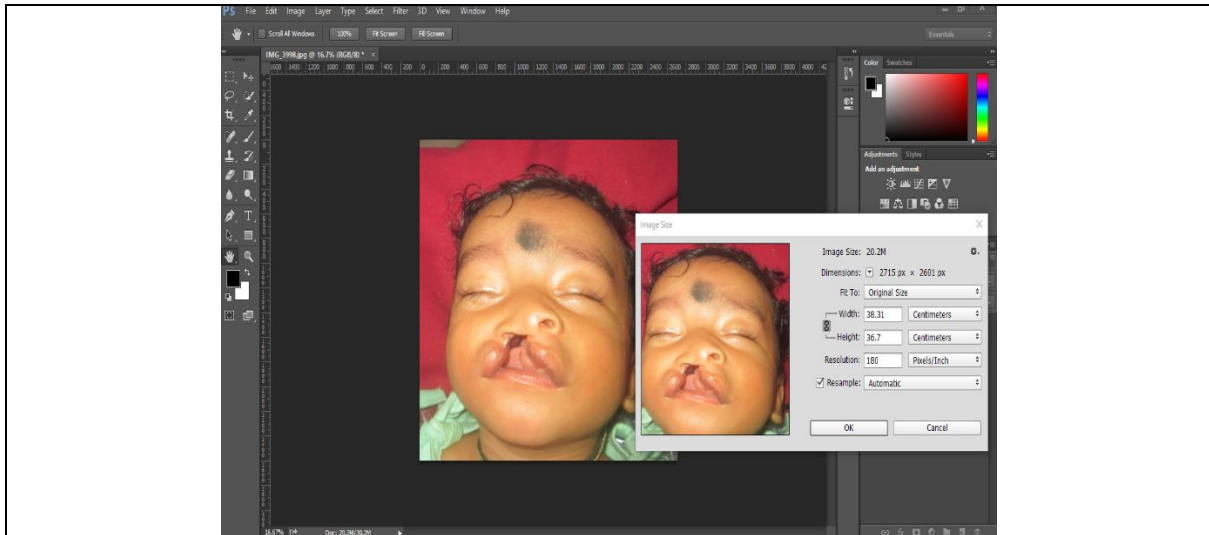 PS File Edit Image Layer Type Select Filter 3D View Window Help
Scroll All Windows 100% Fit Screen Fill Screen Essentials
IMG_3998.jpg @ 16.7% (RGB/8) * ×
Color Swatches
Adjustments Styles
Add an adjustment
Image Size X
Image Size: 20.2M
Dimensions: 2715 px × 2601 px
Fit To: Original Size
Width: 38.31 Centimeters
Height: 36.7 Centimeters
Resolution: 180 Pixels/Inch
Resample: Automatic
OK Cancel
16.67% Doc: 20.2M/20.2M